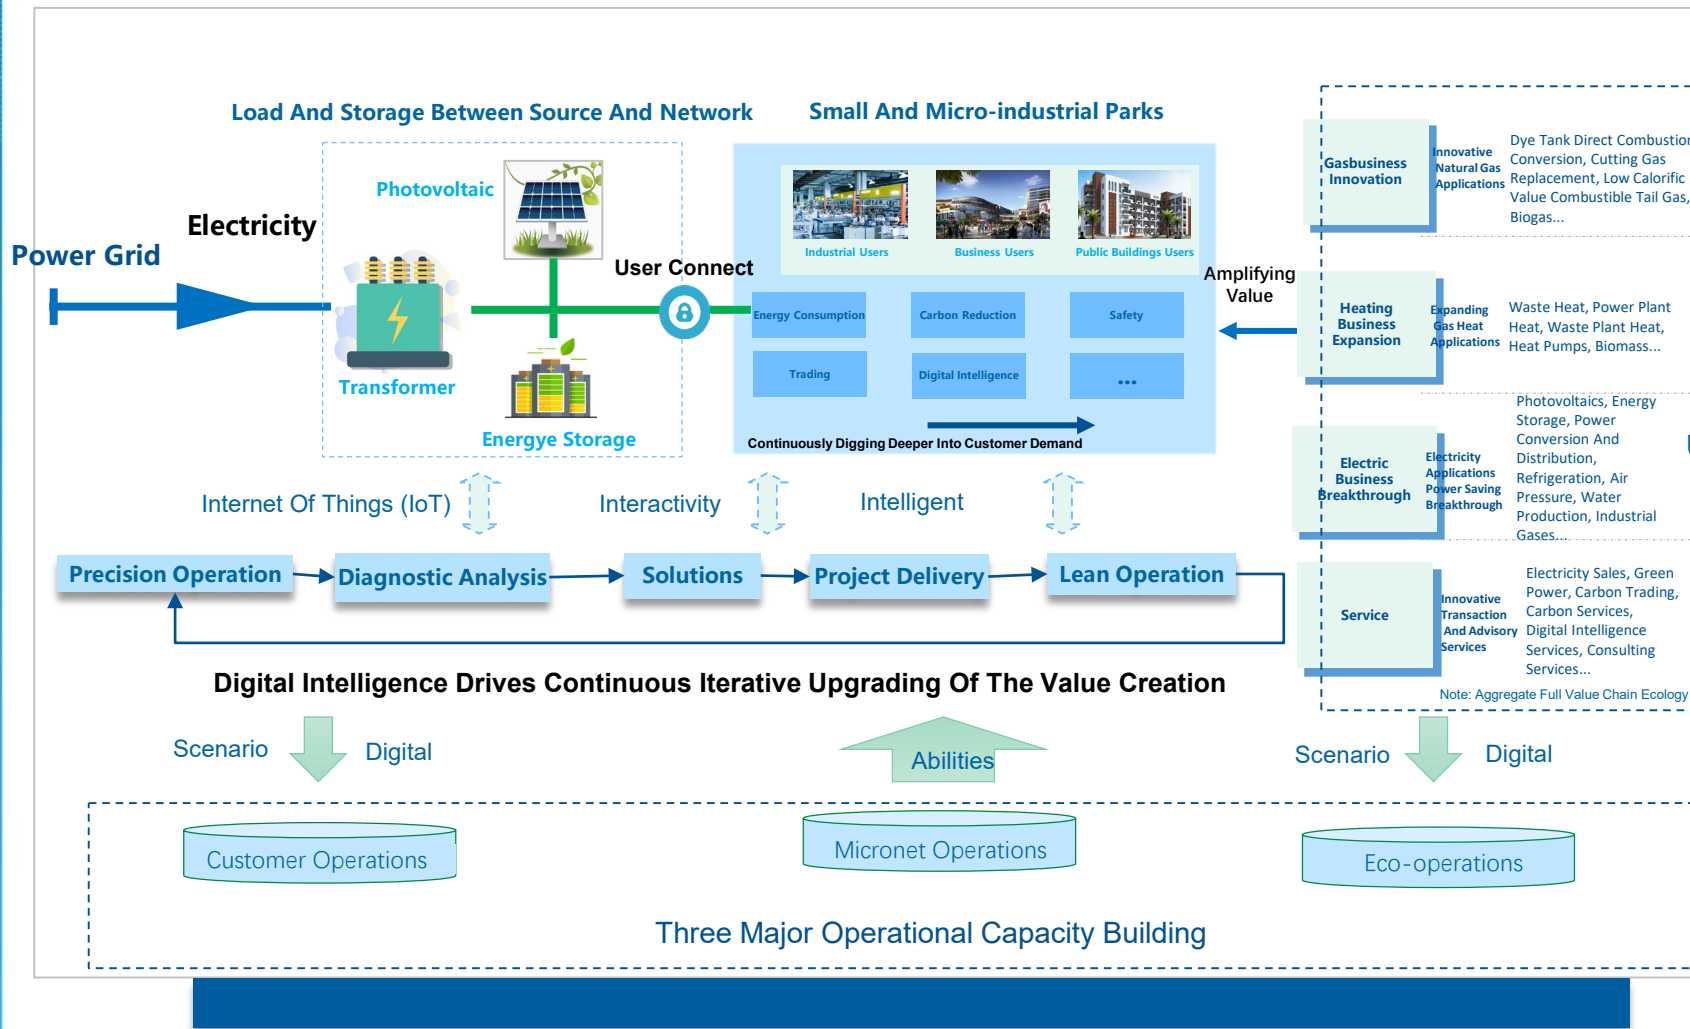 Load And Storage Between Source And Network
Small And Micro-industrial Parks
Photovoltaic
Electricity
Power Grid
User Connect
Transformer
Energye Storage
Industrial Users
Business Users
Public Buildings Users
Energy Consumption
Carbon Reduction
Safety
Trading
Digital Intelligence
...
Continuously Digging Deeper Into Customer Demand
Amplifying
Value
Gasbusiness
Innovation
Innovative
Natural Gas
Applications
Dye Tank Direct Combustion
Conversion, Cutting Gas
Replacement, Low Calorific
Value Combustible Tail Gas,
Biogas...
Heating
Business
Expansion
Expanding
Gas Heat
Applications
Waste Heat, Power Plant
Heat, Waste Plant Heat,
Heat Pumps, Biomass...
Electric
Business
Breakthrough
Electricity
Applications
Power Saving
Breakthrough
Photovoltaics, Energy
Storage, Power
Conversion And
Distribution,
Refrigeration, Air
Pressure, Water
Production, Industrial
Gases...
Service
Innovative
Transaction
And Advisory
Services
Electricity Sales, Green
Power, Carbon Trading,
Carbon Services,
Digital Intelligence
Services, Consulting
Services...
Note: Aggregate Full Value Chain Ecology
Internet Of Things (IoT)
Interactivity
Intelligent
Precision Operation
Diagnostic Analysis
Solutions
Project Delivery
Lean Operation
Digital Intelligence Drives Continuous Iterative Upgrading Of The Value Creation
Scenario
Digital
Abilities
Scenario
Digital
Customer Operations
Micronet Operations
Eco-operations
Three Major Operational Capacity Building